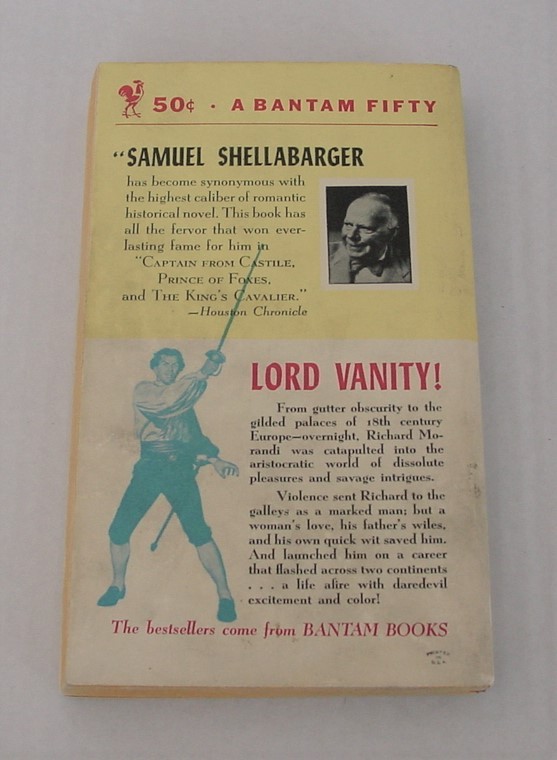 50¢ · A BANTAM FIFTY
“SAMUEL SHELLABARGER
has become synonymous with
the highest caliber of romantic
historical novel. This book has
all the fervor that won ever-
lasting fame for him in
“CAPTAIN FROM CASTILE,
PRINCE OF FOXES,
and THE KING'S CAVALIER.”
—Houston Chronicle
LORD VANITY!
From gutter obscurity to the
gilded palaces of 18th century
Europe—overnight, Richard Mo-
randi was catapulted into the
aristocratic world of dissolute
pleasures and savage intrigues.
Violence sent Richard to the
galleys as a marked man; but a
woman's love, his father's wiles,
and his own quick wit saved him.
And launched him on a career
that flashed across two continents
. . . a life afire with daredevil
excitement and color!
The bestsellers come from BANTAM BOOKS
PRINTED
IN
U.S.A.